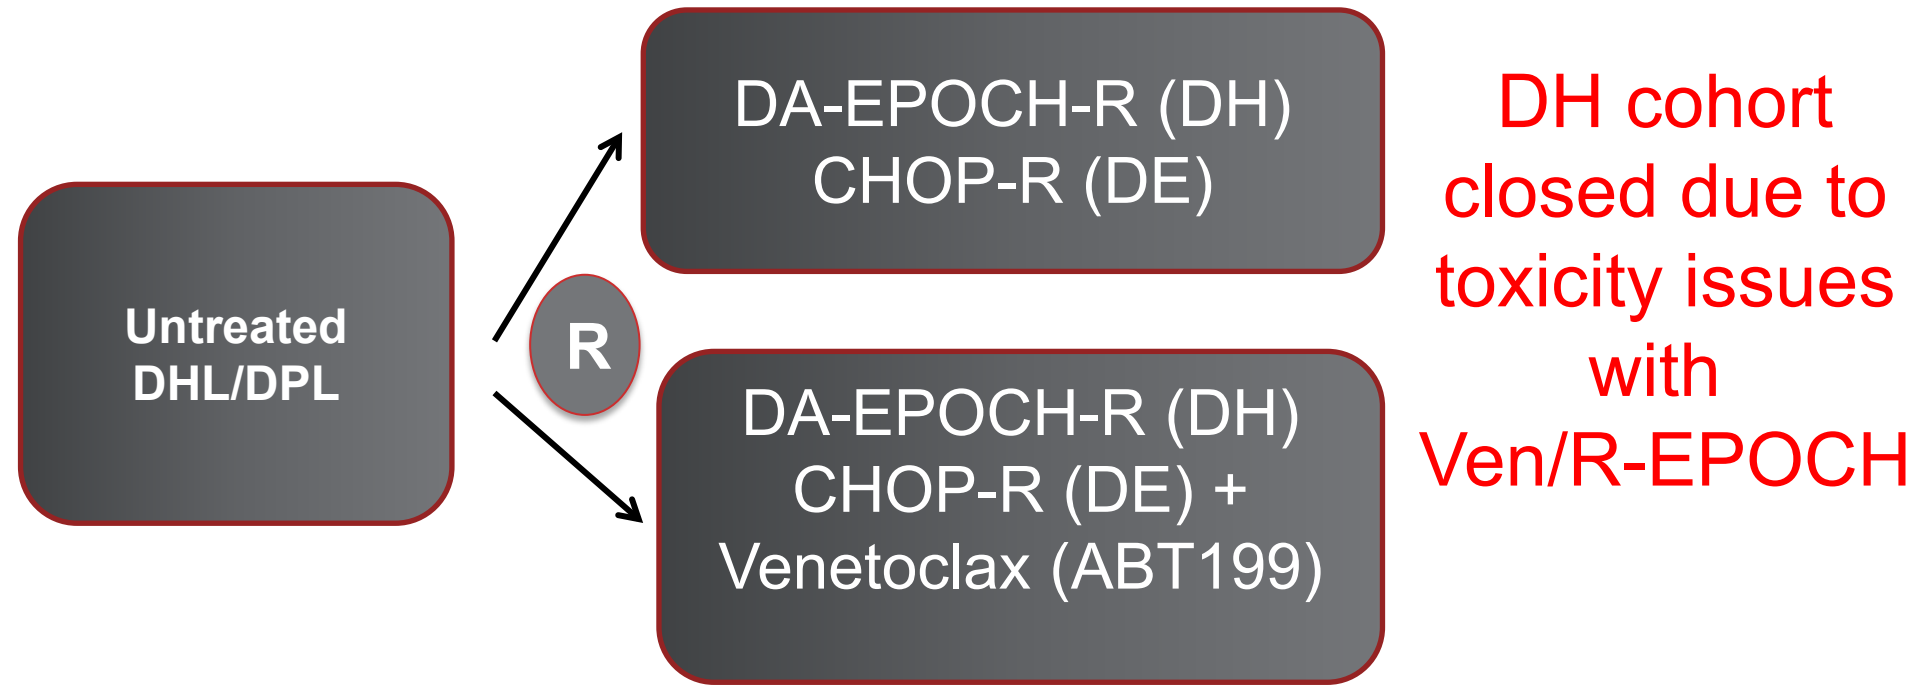 Untreated
DHL/DPL
R
DA-EPOCH-R (DH)
CHOP-R (DE)
DA-EPOCH-R (DH)
CHOP-R (DE) +
Venetoclax (ABT199)
DH cohort
closed due to
toxicity issues
with
Ven/R-EPOCH